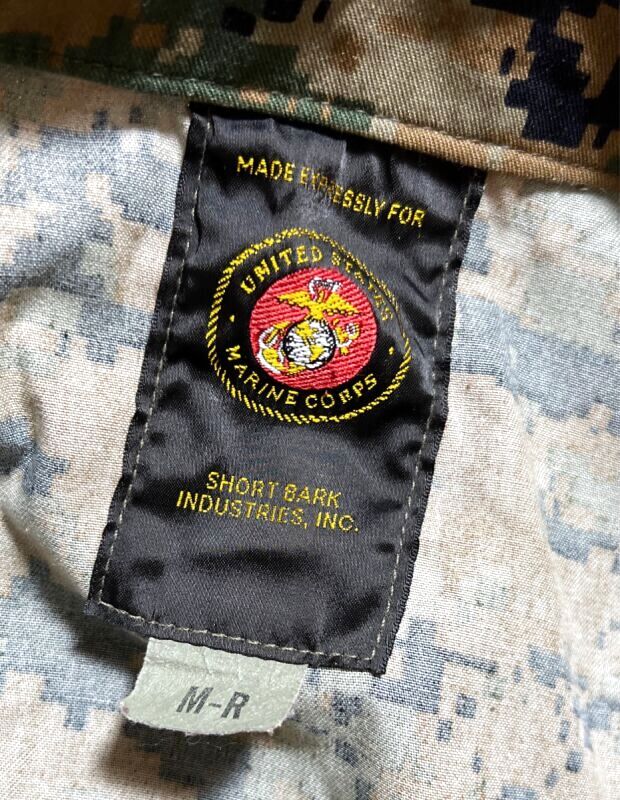 MADE EXPRESSLY FOR
UNITED STATES
MARINE CORPS
SHORT BARK
INDUSTRIES, INC.
M-R